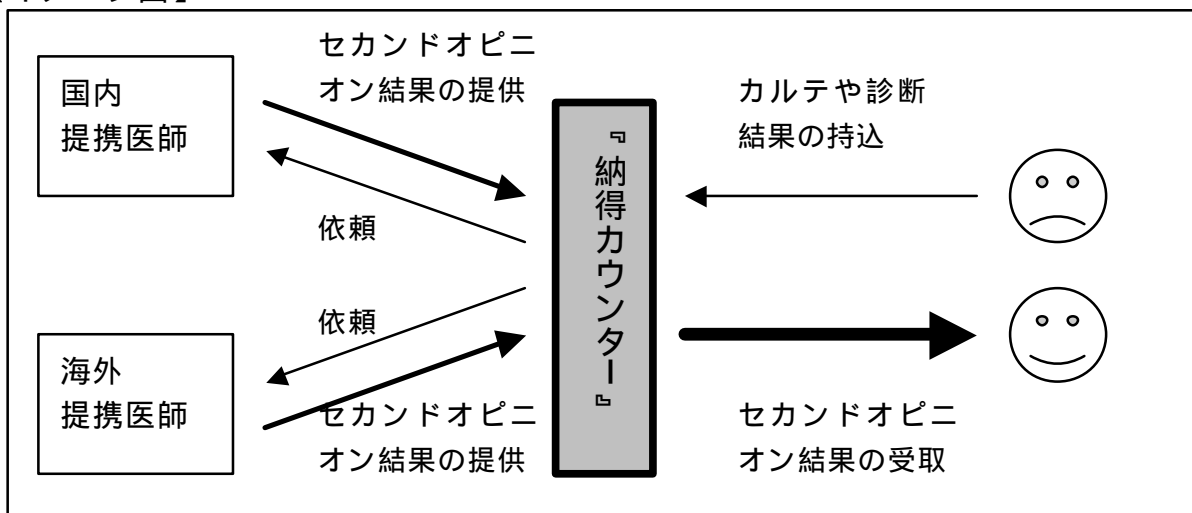 セカンドオピニ
オン結果の提供
国内
提携医師
依頼
『納得カウンター』
カルテや診断
結果の持込
依頼
海外
提携医師
セカンドオピニ
オン結果の提供
セカンドオピニ
オン結果の受取